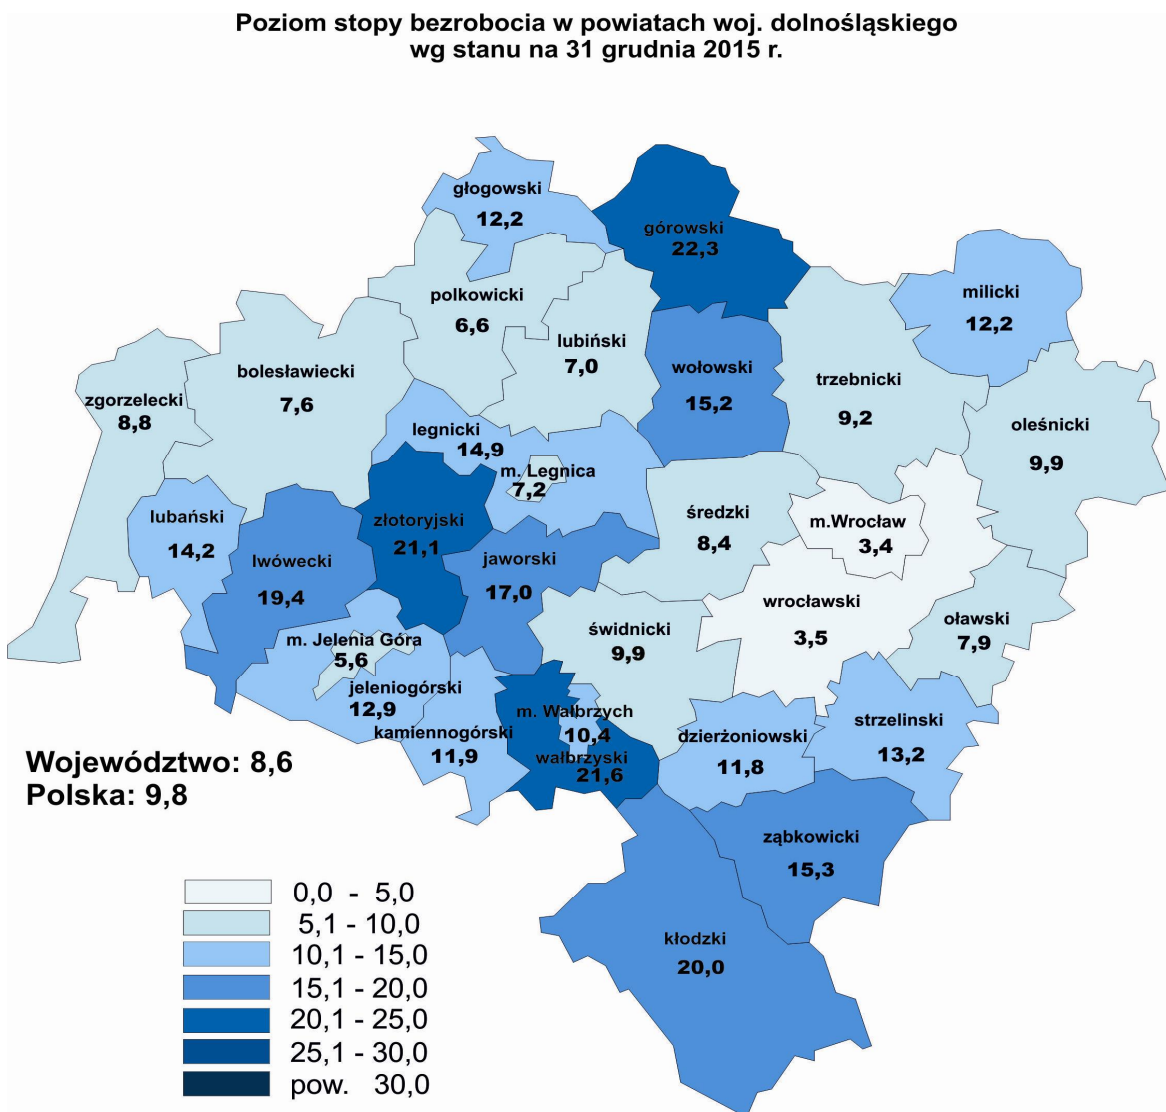 Poziom stopy bezrobocia w powiatach woj. dolnośląskiego
wg stanu na 31 grudnia 2015 r.
głogowski
12,2
górowski
22,3
polkowicki
6,6
milicki
12,2
lubiński
7,0
wołowski
15,2
bolesławiecki
7,6
zgorzelecki
8,8
trzebnicki
9,2
oleśnicki
9,9
legnicki
14,9
m. Legnica
7,2
lubański
14,2
złotoryjski
21,1
średzki
8,4
m.Wrocław
3,4
lwówecki
19,4
jaworski
17,0
wrocławski
3,5
oławski
7,9
m. Jelenia Góra
5,6
świdnicki
9,9
jeleniogórski
12,9
m. Wałbrzych
10,4
strzelinski
13,2
kamiennogórski
11,9
dzierżoniowski
11,8
wałbrzyski
21,6
Województwo: 8,6
Polska: 9,8
ząbkowicki
15,3
kłodzki
20,0
0,0 - 5,0
5,1 - 10,0
10,1 - 15,0
15,1 - 20,0
20,1 - 25,0
25,1 - 30,0
pow. 30,0